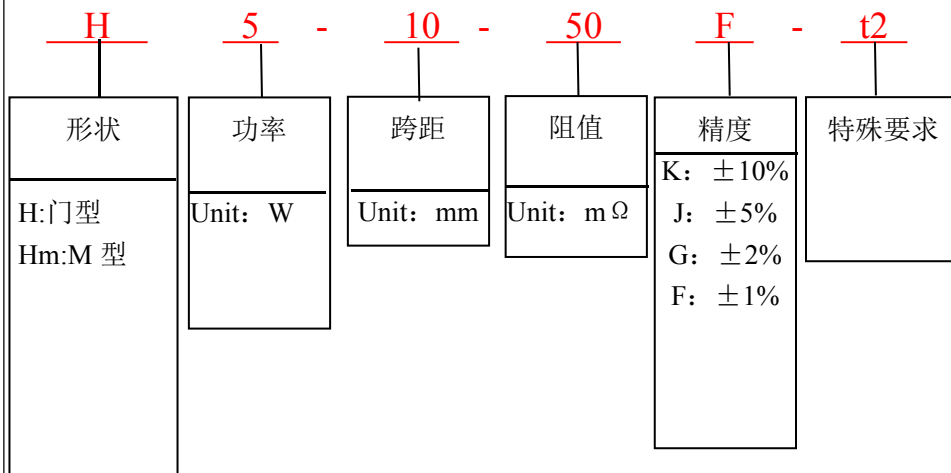 H 5 - 10 - 50 F - t2
形状 功率 跨距 阻值 精度 特殊要求
K： ±10%
H:门型 Unit：W Unit：mm Unit：mΩ J： ±5%
Hm:M 型 G： ±2%
F： ±1%